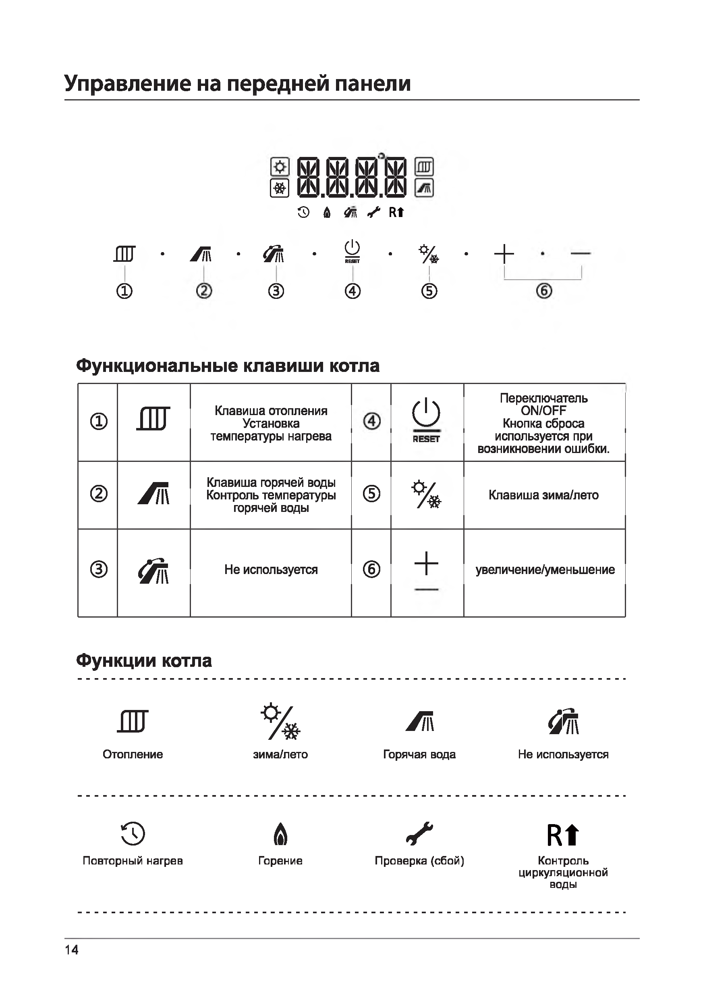 Управление на передней панели
R
RESET
① ② ③ ④ ⑤ ⑥
Функциональные клавиши котла
①
Клавиша отопления
Установка
температуры нагрева
④
RESET
Переключатель
ON/OFF
Кнопка сброса
используется при
возникновении ошибки.
②
Клавиша горячей воды
Контроль температуры
горячей воды
⑤
Клавиша зима/лето
③
Не используется
⑥
увеличение/уменьшение
Функции котла
Отопление зима/лето Горячая вода Не используется
R
Повторный нагрев Горение Проверка (сбой) Контроль
циркуляционной
воды
14